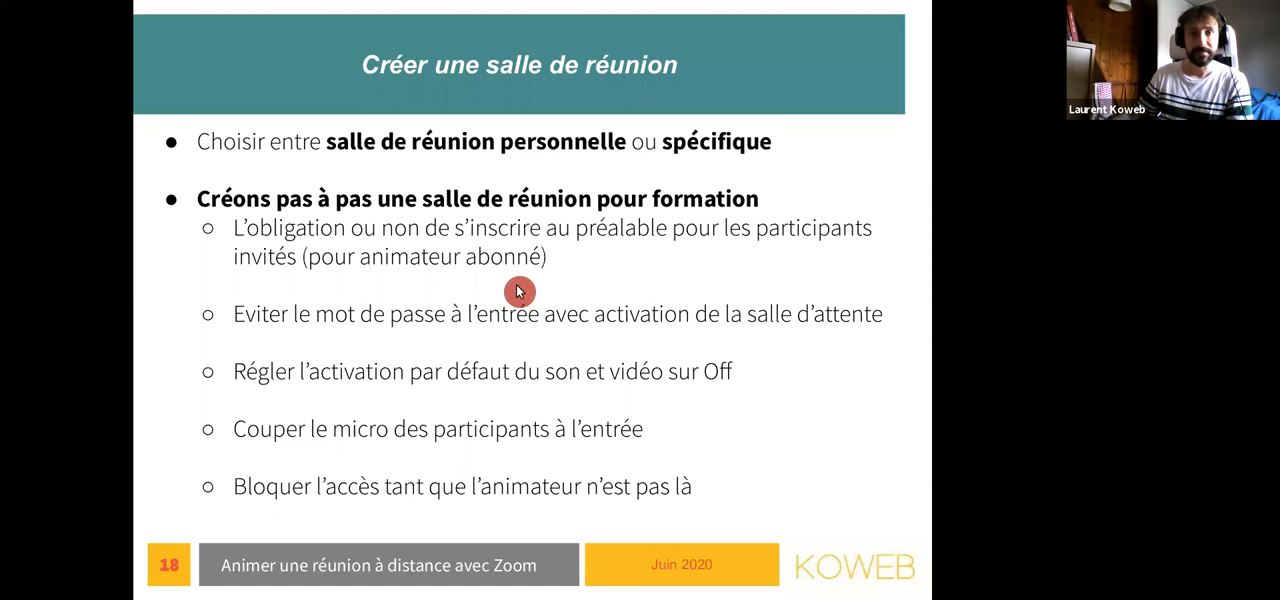 Créer une salle de réunion
Laurent Koweb
● Choisir entre salle de réunion personnelle ou spécifique
● Créons pas à pas une salle de réunion pour formation
○ L’obligation ou non de s’inscrire au préalable pour les participants
invités (pour animateur abonné)
○ Eviter le mot de passe à l’entrée avec activation de la salle d’attente
○ Régler l’activation par défaut du son et vidéo sur Off
○ Couper le micro des participants à l’entrée
○ Bloquer l’accès tant que l’animateur n’est pas là
18
Animer une réunion à distance avec Zoom
Juin 2020
KOWEB